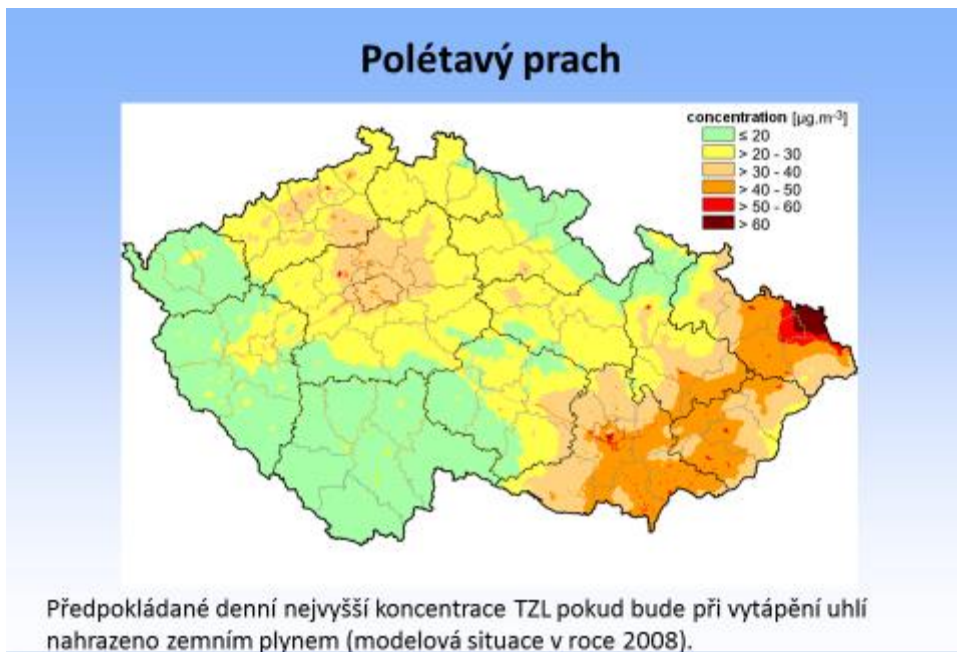 Polétavý prach
concentration [µg.m-³]
≤ 20
> 20 - 30
> 30 - 40
> 40 - 50
> 50 - 60
> 60
Předpokládané denní nejvyšší koncentrace TZL pokud bude při vytápění uhlí
nahrazeno zemním plynem (modelová situace v roce 2008).